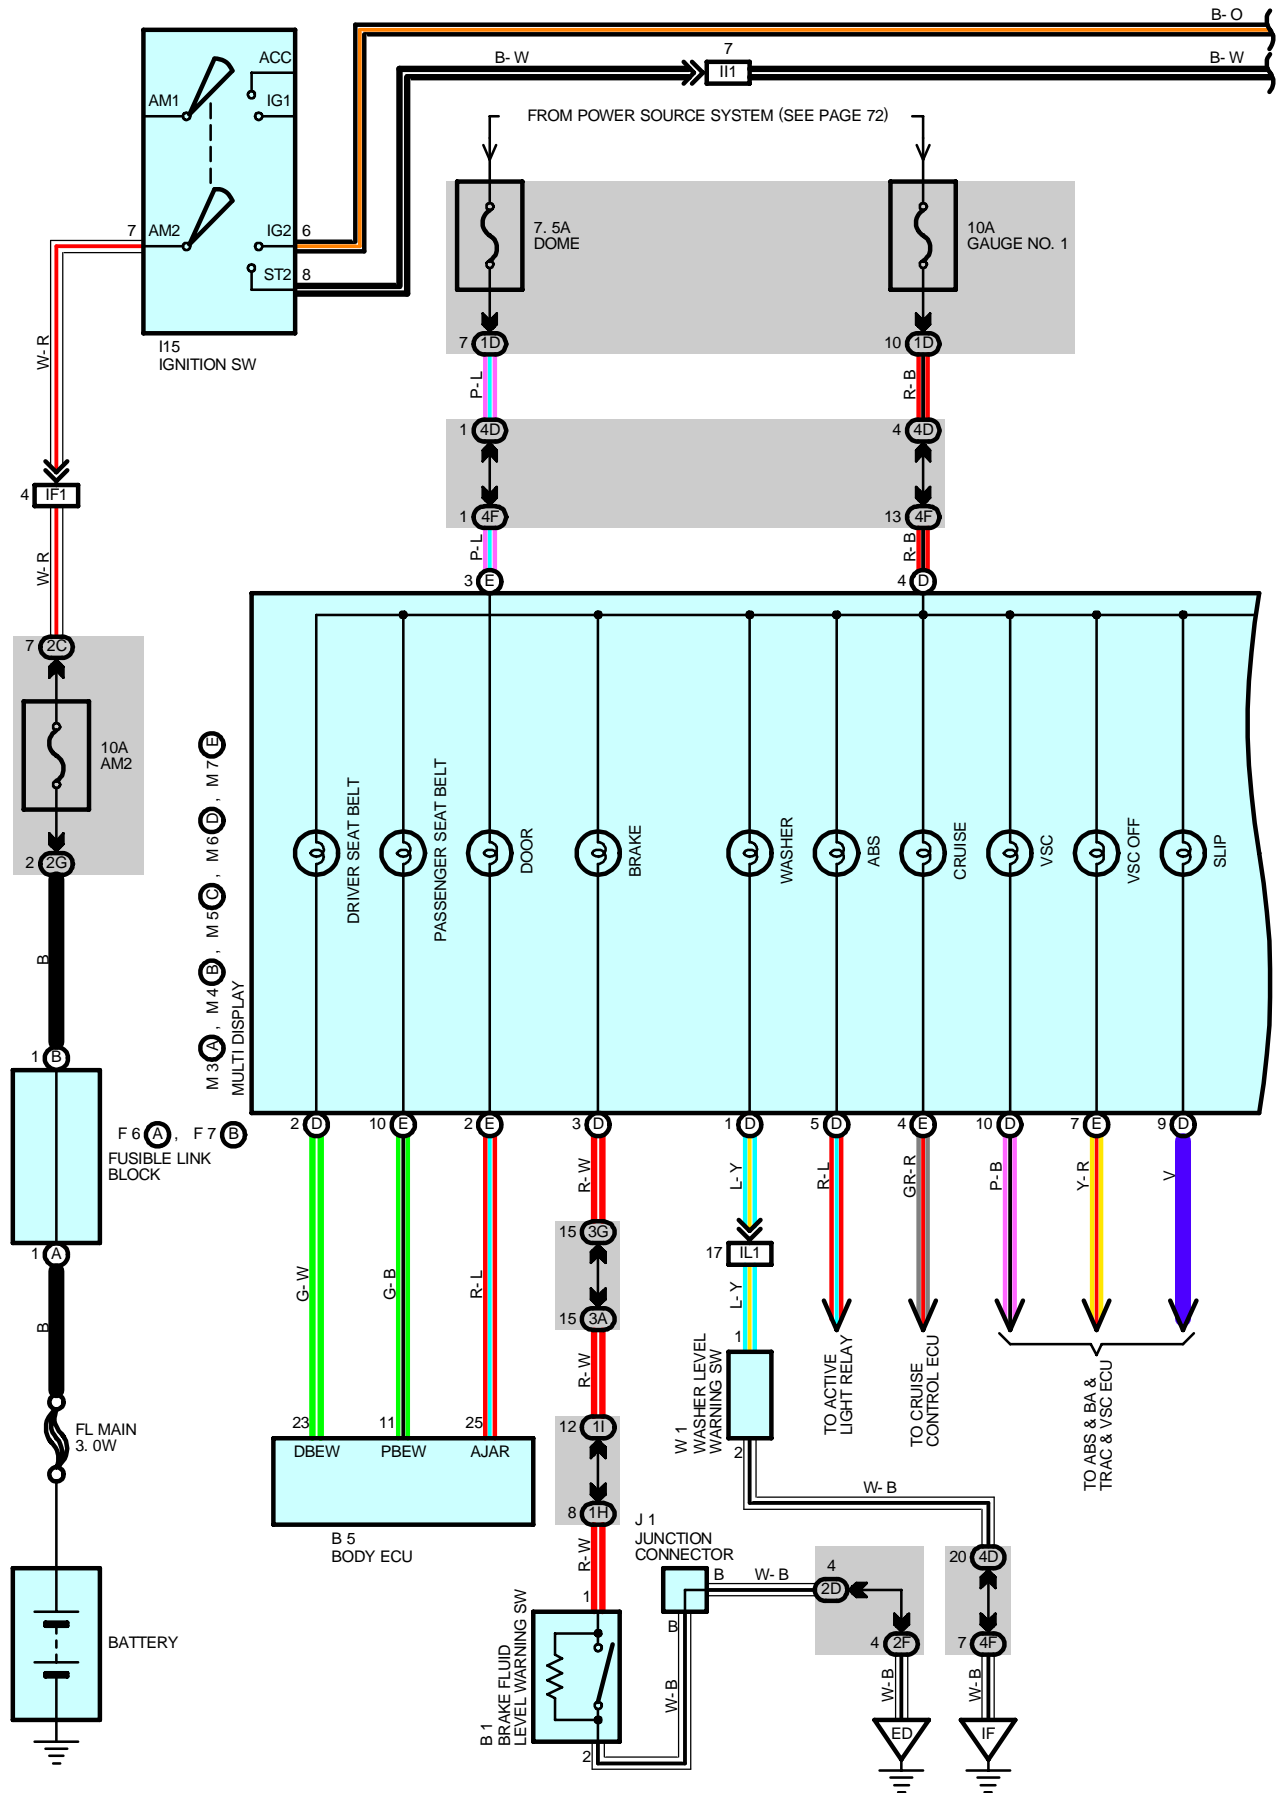 B- O
B- W
7
II1
B- W
ACC
AM1
IG1
7
AM2
IG2
6
ST2
8
I15
IGNITION SW
FROM POWER SOURCE SYSTEM (SEE PAGE 72)
7. 5A
DOME
10A
GAUGE NO. 1
7
1D
10
1D
W- R
P- L
R- B
1
4D
4
4D
4
IF1
1
4F
13
4F
W- R
P- L
R- B
3
E
4
D
7
2C
10A
AM2
2
2G
B
M 3 A , M 4 B , M 5 C , M 6 D , M 7 E
MULTI DISPLAY
DRIVER SEAT BELT
PASSENGER SEAT BELT
DOOR
BRAKE
WASHER
ABS
CRUISE
VSC
VSC OFF
SLIP
1
B
F 6 A , F 7 B
FUSIBLE LINK
BLOCK
1
A
B
FL MAIN
3. 0W
BATTERY
2
D
10
E
2
E
3
D
1
D
5
D
4
E
10
D
7
E
9
D
G- W
G- B
R- L
R- W
L- Y
R- L
GR- R
P- B
Y- R
V
15
3G
15
3A
R- W
12
1I
8
1H
R- W
17
IL1
L- Y
1
W 1
WASHER LEVEL
WARNING SW
2
TO ACTIVE
LIGHT RELAY
TO CRUISE
CONTROL ECU
TO ABS & BA &
TRAC & VSC ECU
23
11
25
DBEW
PBEW
AJAR
B 5
BODY ECU
W- B
J 1
JUNCTION
CONNECTOR
B
W- B
B
4
2D
4
2F
20
4D
7
4F
1
B 1
BRAKE FLUID
LEVEL WARNING SW
2
W- B
W- B
W- B
ED
IF